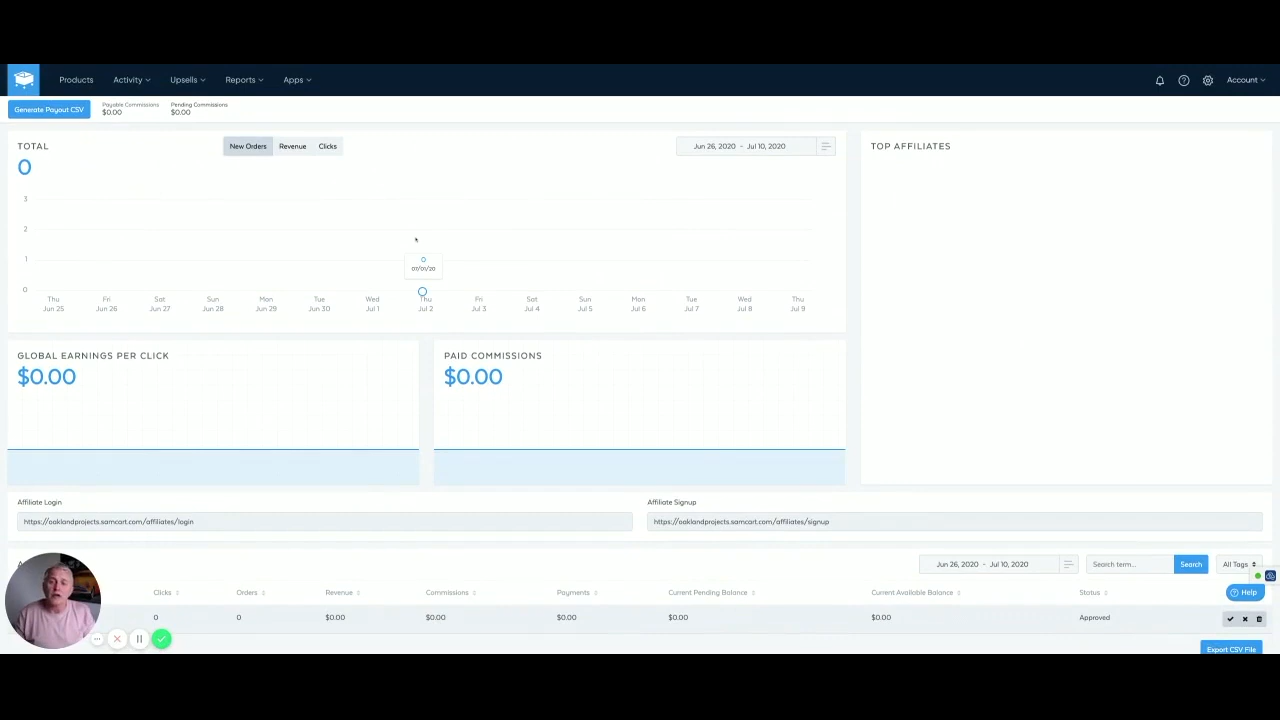 Products Activity Upsells Reports Apps Account
Generate Payout CSV
Payable Commissions
$0.00
Pending Commissions
$0.00
TOTAL
0
New Orders Revenue Clicks
Jun 26, 2020 - Jul 10, 2020
TOP AFFILIATES
3
2
1
0
07/01/20
Thu Fri Sat Sun Mon Tue Wed Thu Fri Sat Sun Mon Tue Wed Thu
Jun 25 Jun 26 Jun 27 Jun 28 Jun 29 Jun 30 Jul 1 Jul 2 Jul 3 Jul 4 Jul 5 Jul 6 Jul 7 Jul 8 Jul 9
GLOBAL EARNINGS PER CLICK
$0.00
PAID COMMISSIONS
$0.00
Affiliate Login
https://oaklandprojects.samcart.com/affiliates/login
Affiliate Signup
https://oaklandprojects.samcart.com/affiliates/signup
Jun 26, 2020 - Jul 10, 2020 Search term... Search All Tags
Clicks Orders Revenue Commissions Payments Current Pending Balance Current Available Balance Status
Help
0 0 $0.00 $0.00 $0.00 $0.00 $0.00 Approved
Export CSV File